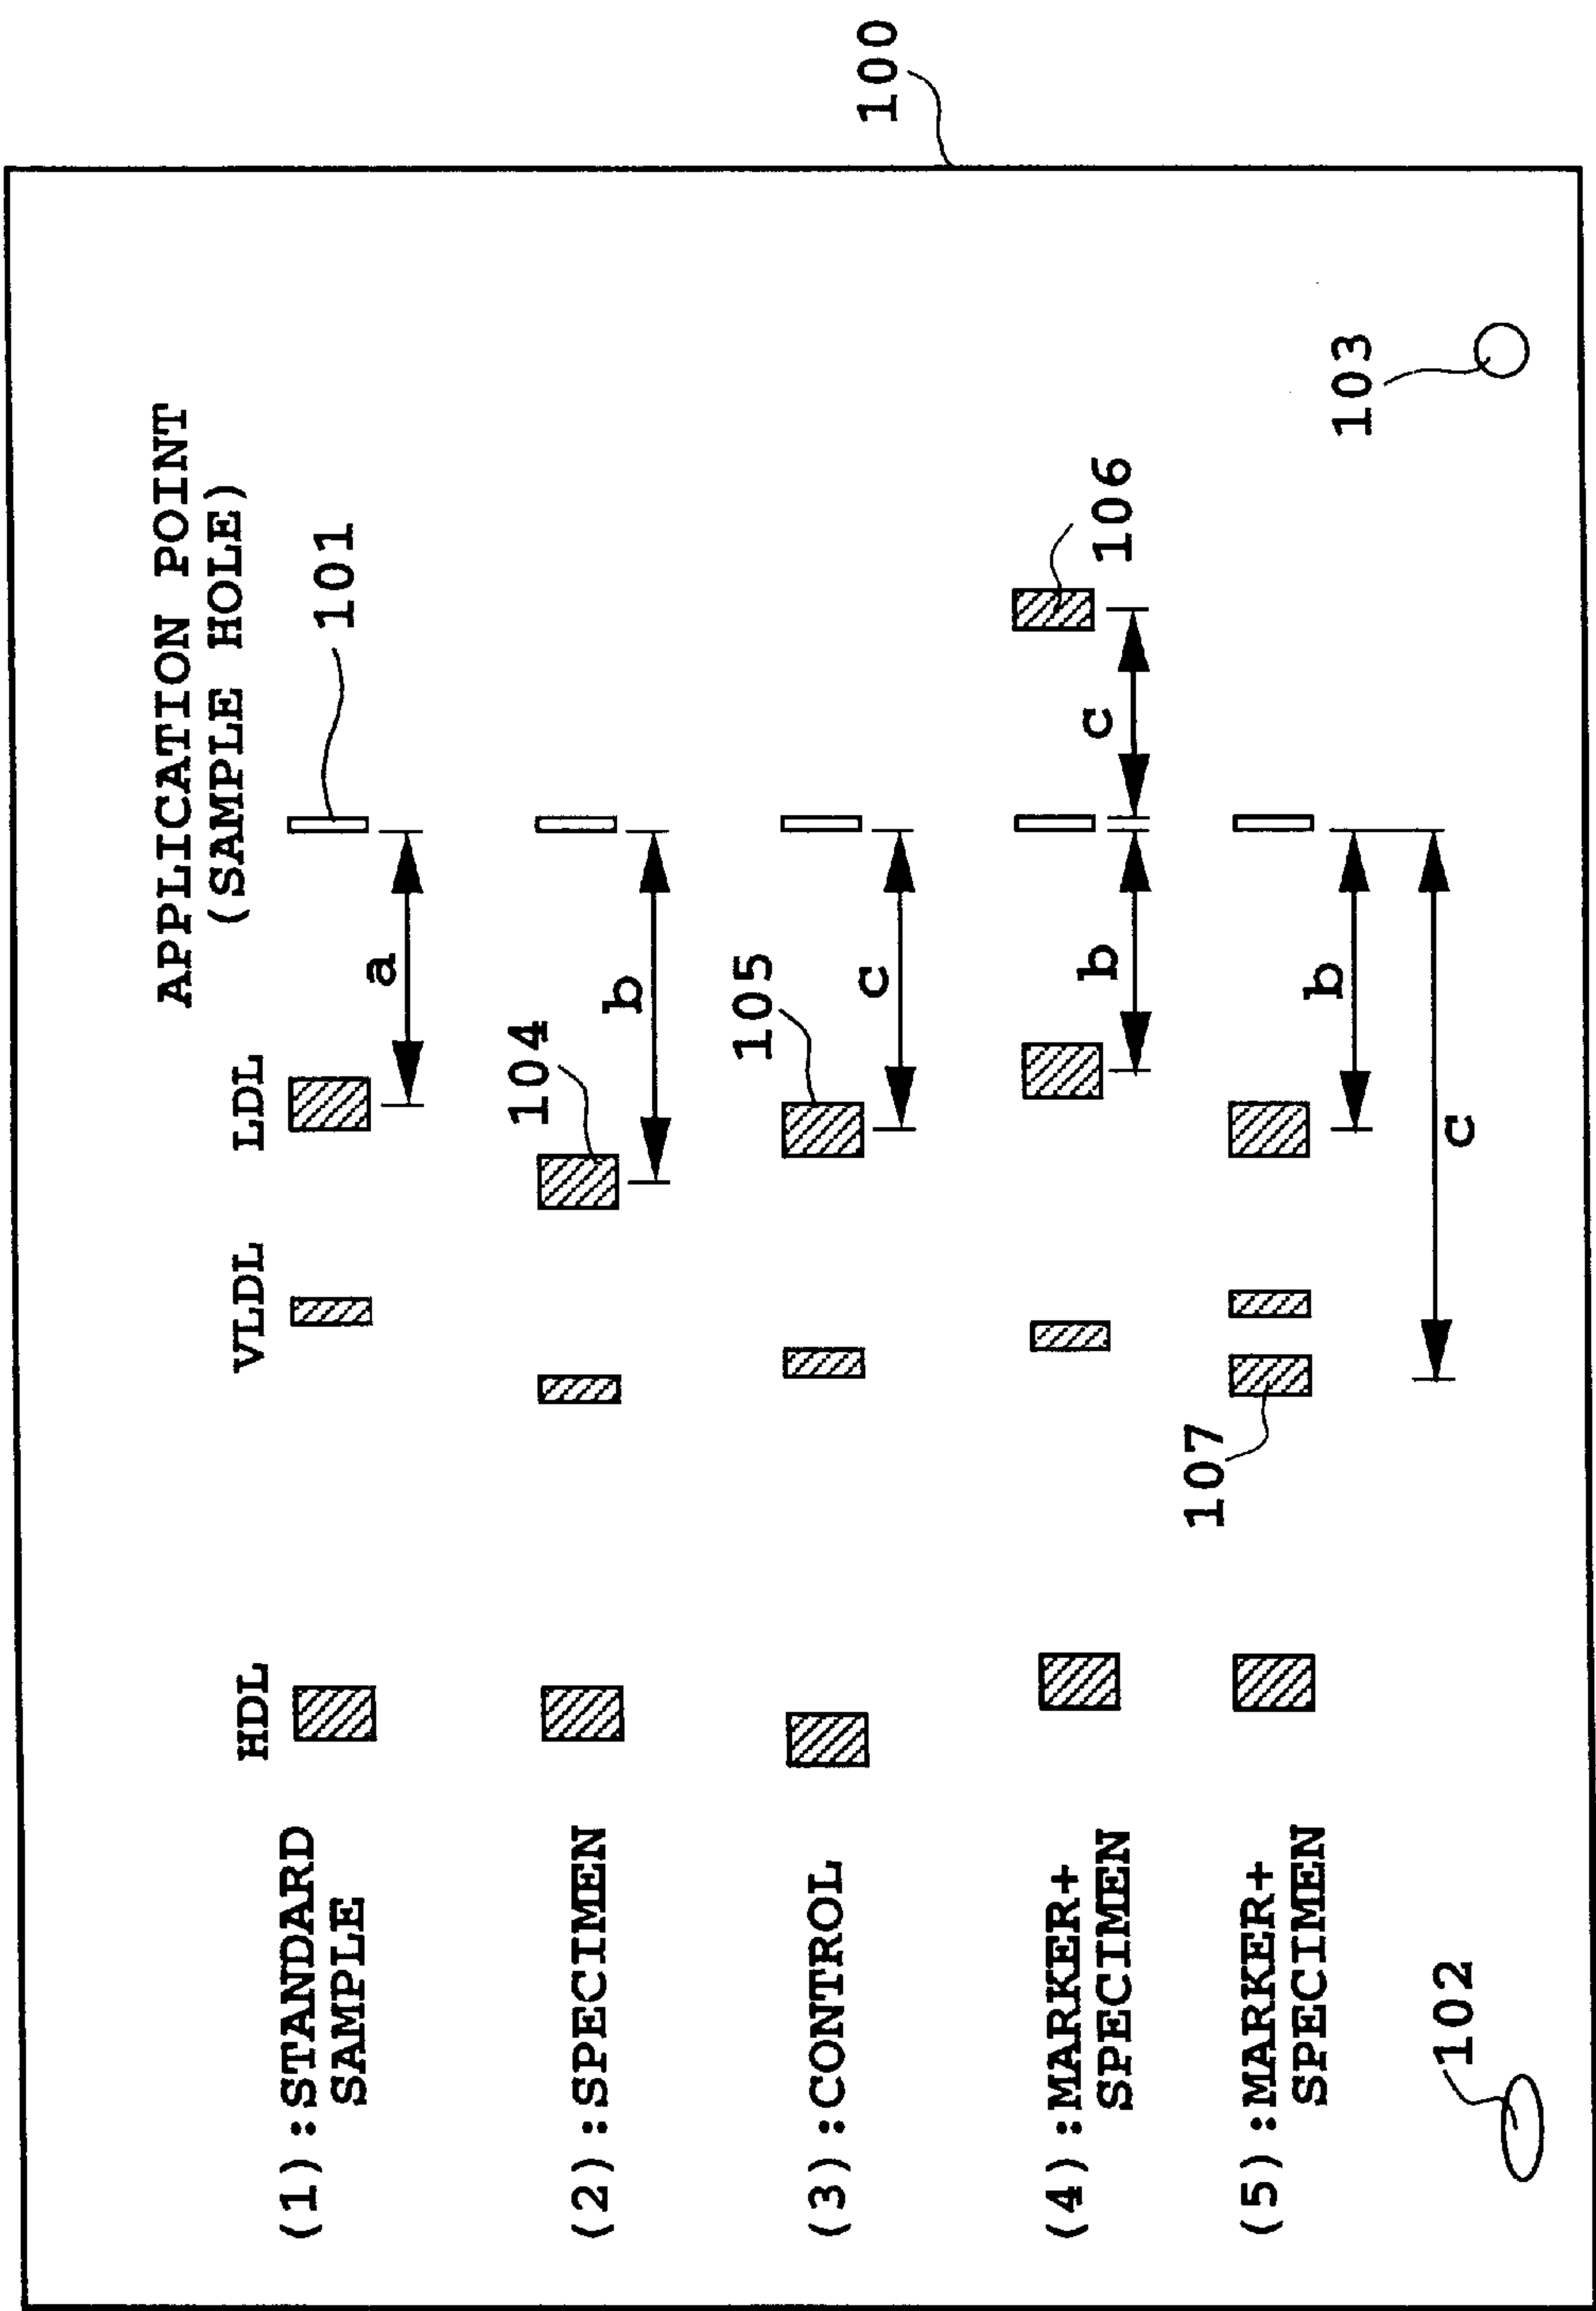 100
APPLICATION POINT
(SAMPLE HOLE)
101
HDL
VLDL
LDL
(1):STANDARD
SAMPLE
a
(2):SPECIMEN
104
b
(3):CONTROL
105
c
(4):MARKER+
SPECIMEN
b
c
106
(5):MARKER+
SPECIMEN
107
b
c
102
103